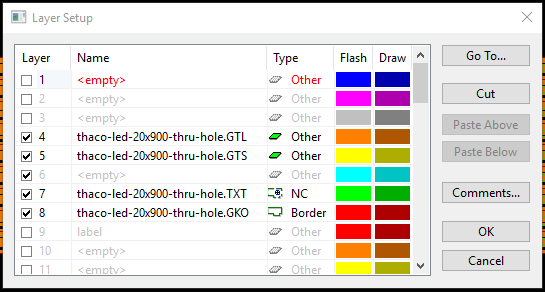 Layer Setup
Layer Name Type Flash Draw
1 <empty> Other
2 <empty> Other
3 <empty> Other
4 thaco-led-20x900-thru-hole.GTL Other
5 thaco-led-20x900-thru-hole.GTS Other
6 <empty> Other
7 thaco-led-20x900-thru-hole.TXT NC
8 thaco-led-20x900-thru-hole.GKO Border
9 label Other
10 <empty> Other
11 <empty> Other
Go To...
Cut
Paste Above
Paste Below
Comments...
OK
Cancel